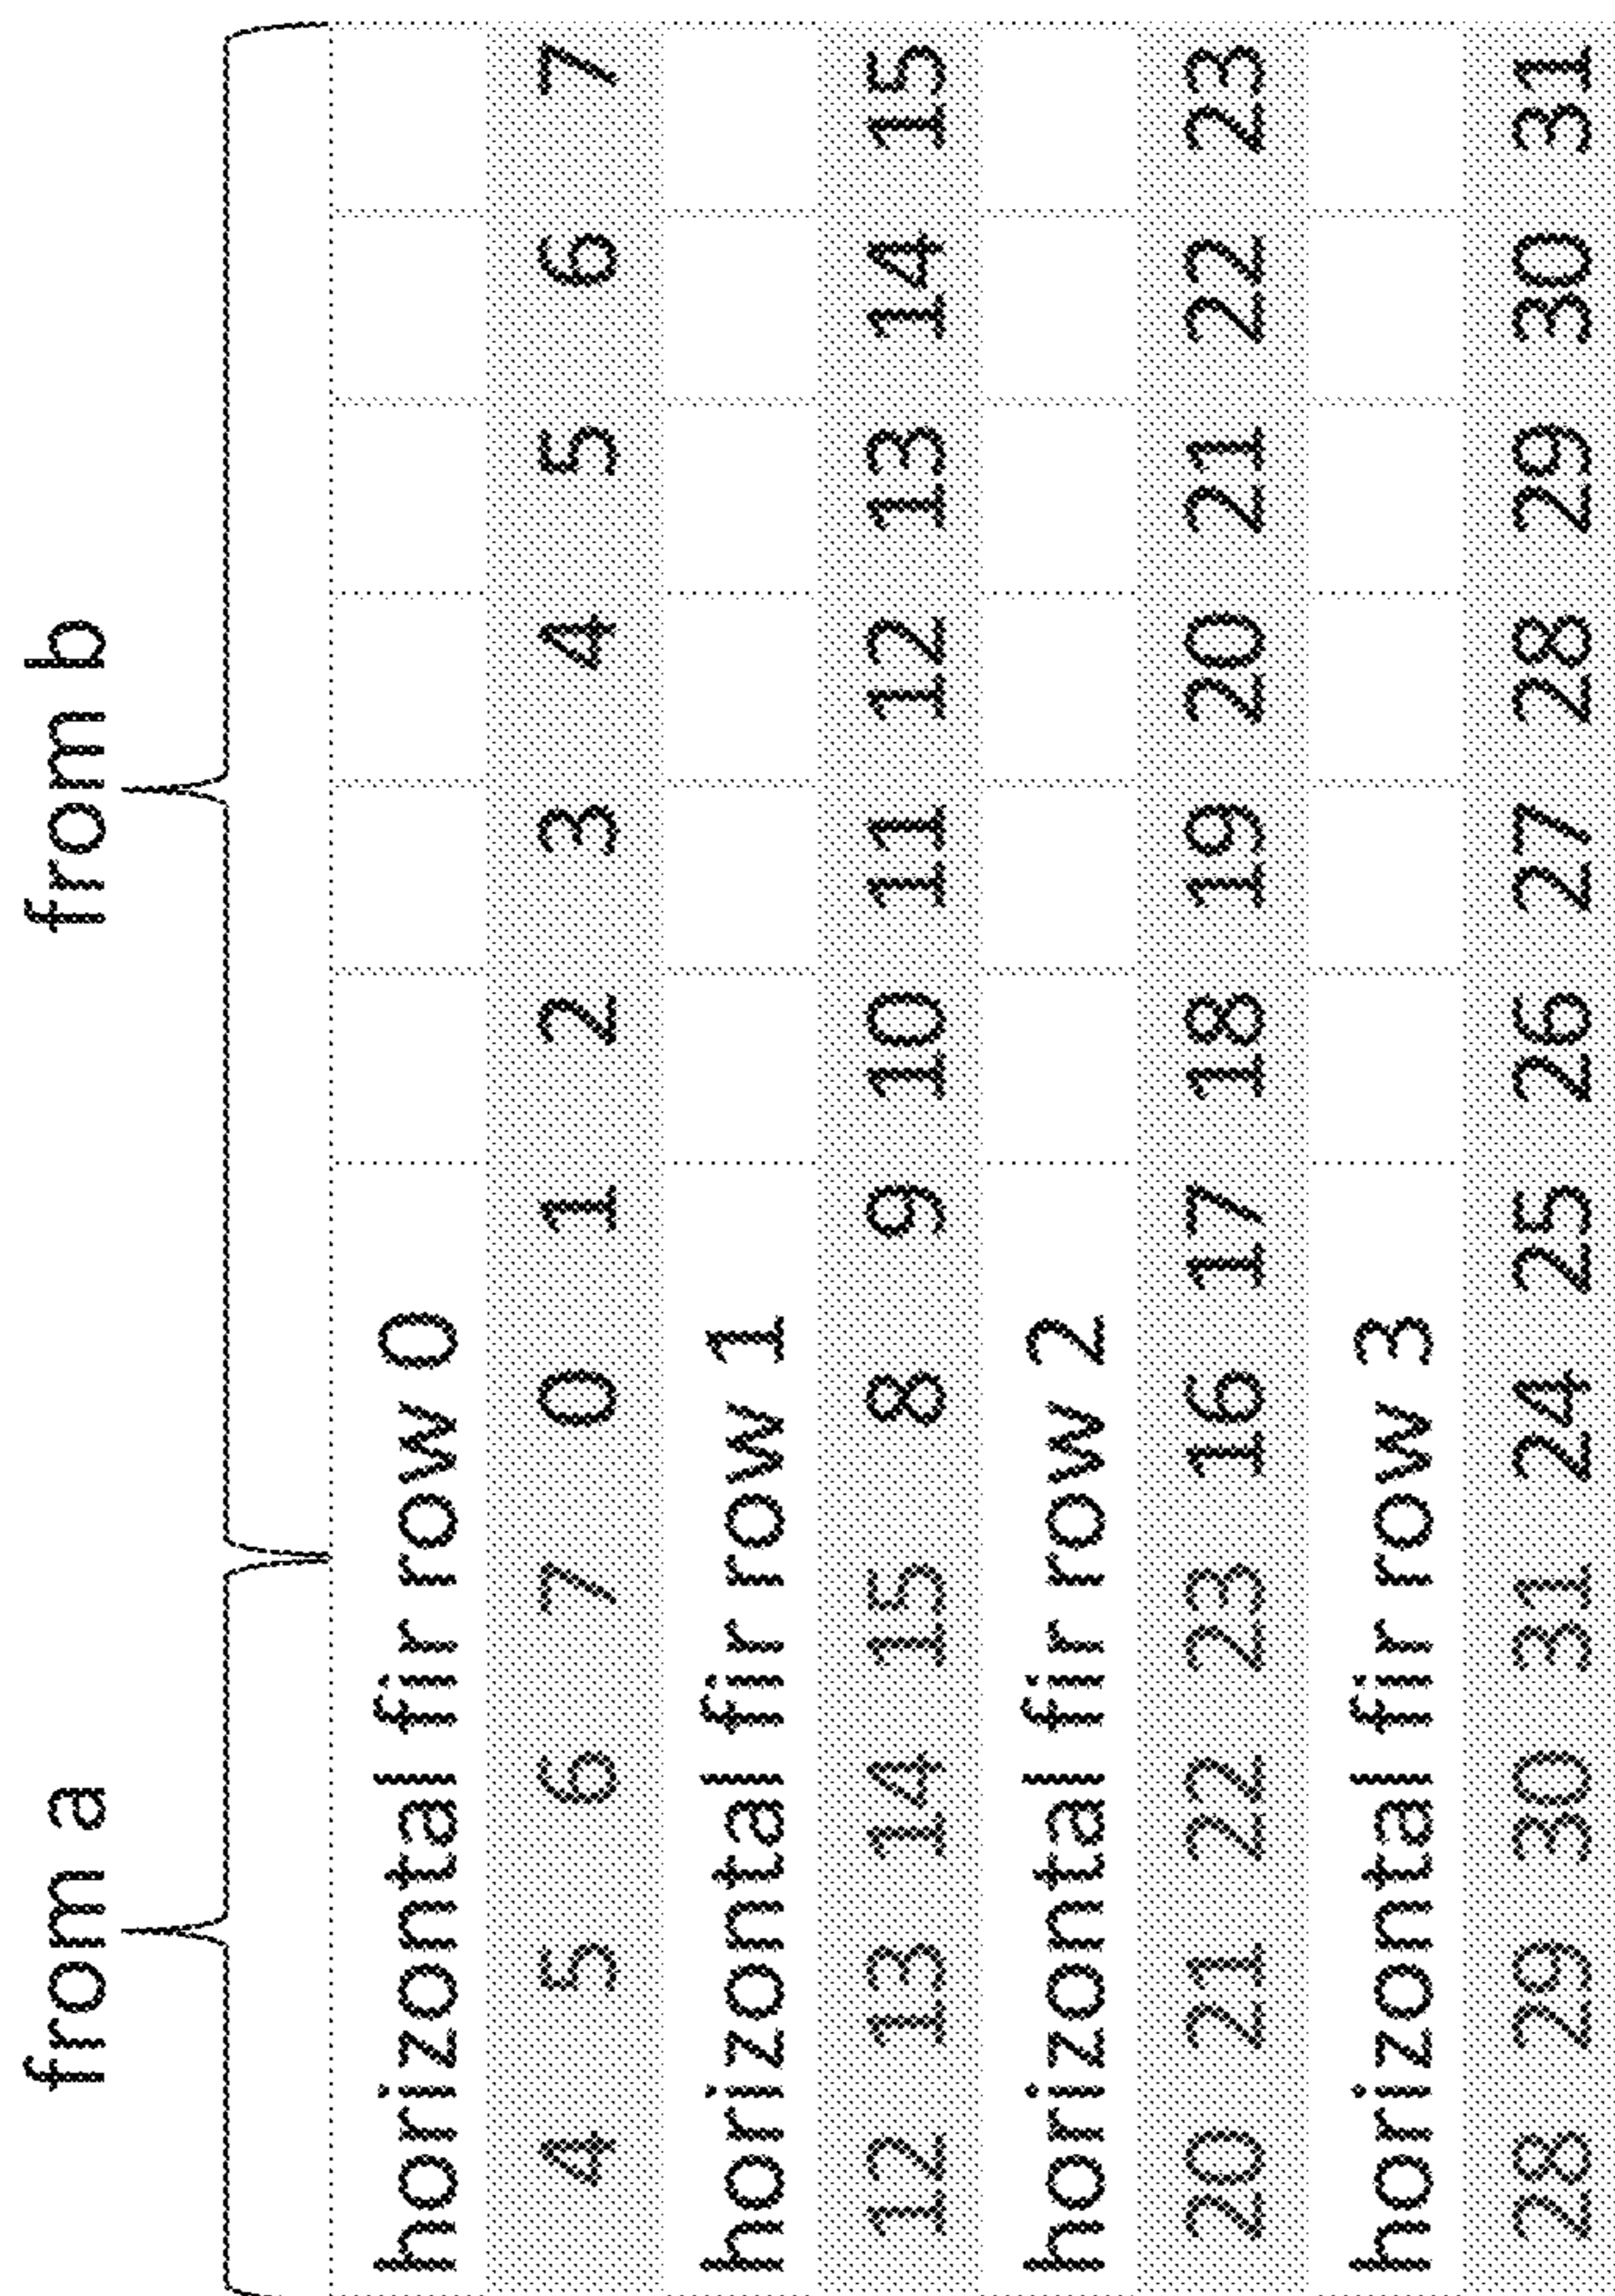 from a from b
horizontal fir row 0
4 5 6 7 0 1 2 3 4 5 6 7
horizontal fir row 1
12 13 14 15 8 9 10 11 12 13 14 15
horizontal fir row 2
20 21 22 23 16 17 18 19 20 21 22 23
horizontal fir row 3
28 29 30 31 24 25 26 27 28 29 30 31